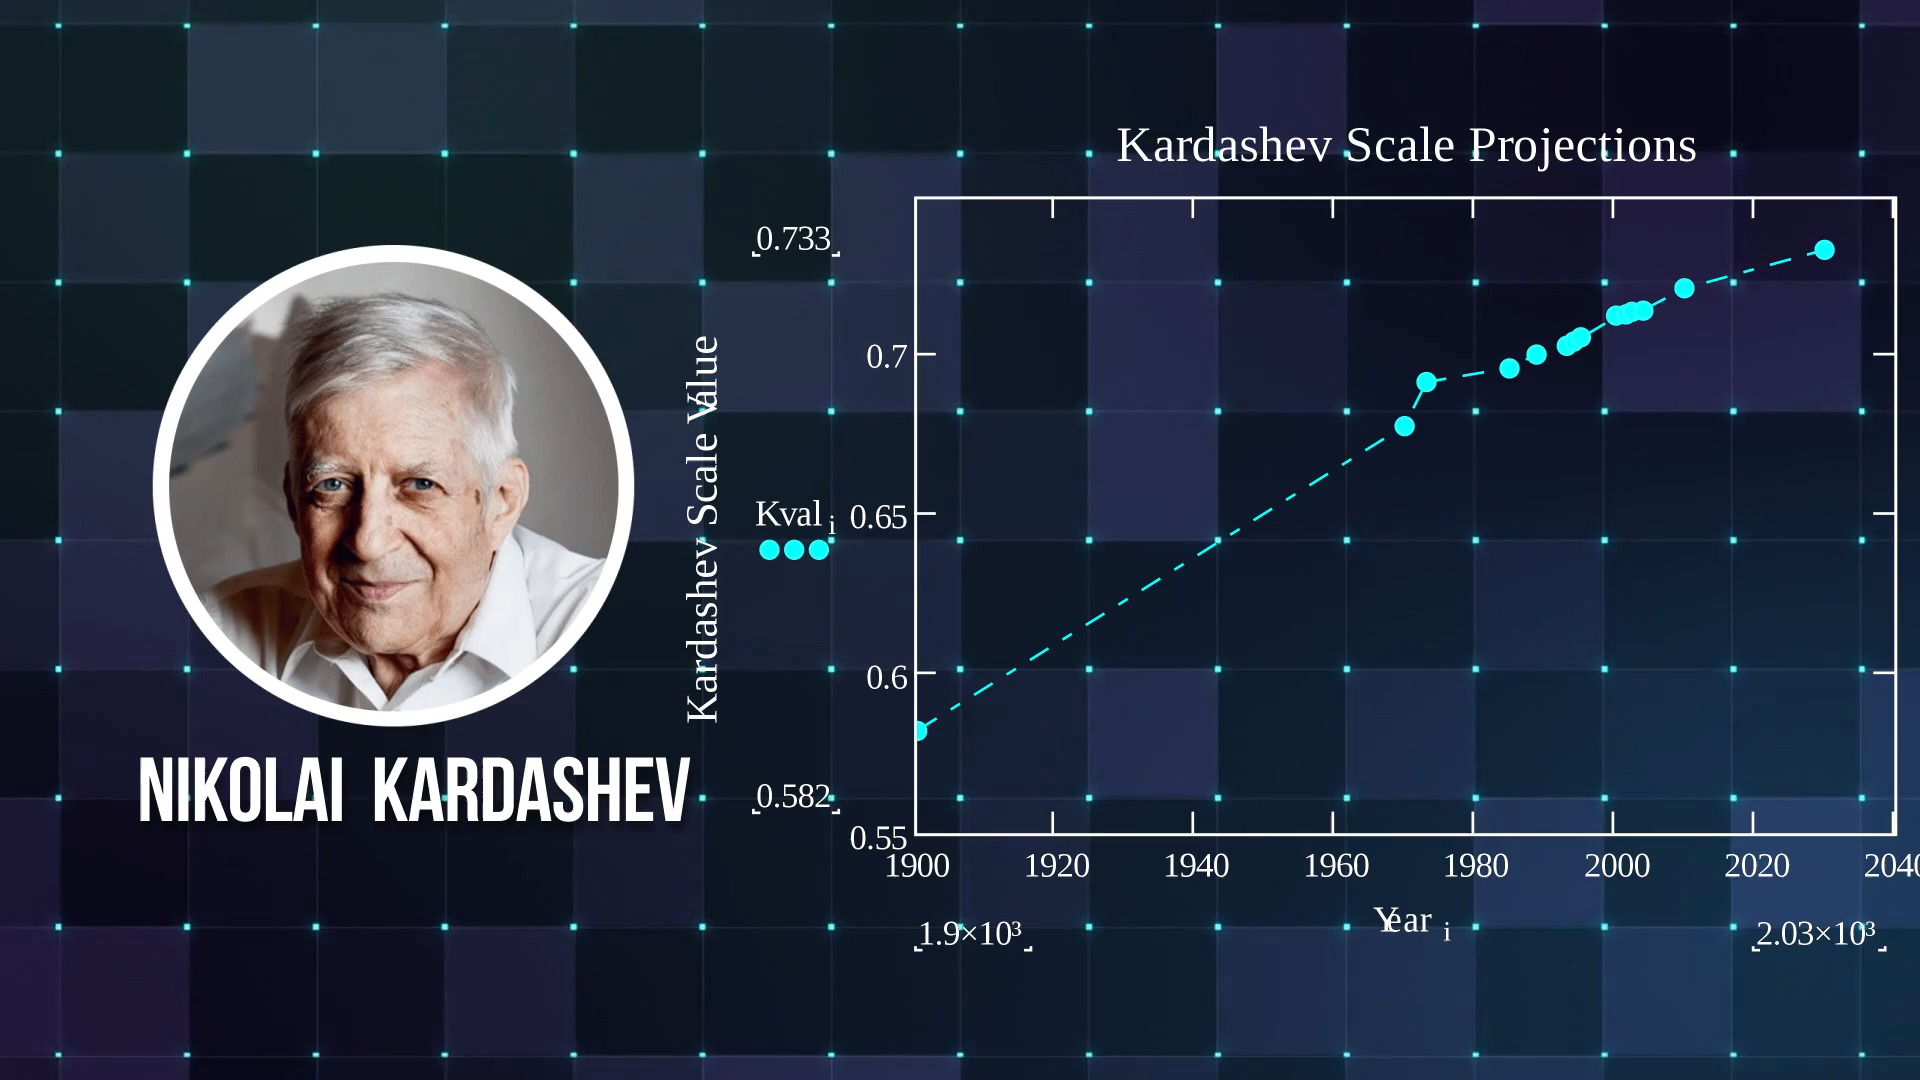 Kardashev Scale Projections
0.733
0.7
Kardashev Scale Value
Kval i
0.65
0.6
NIKOLAI KARDASHEV
0.582
0.55
1900 1920 1940 1960 1980 2000 2020 2040
Year i
1.9×10³ 2.03×10³